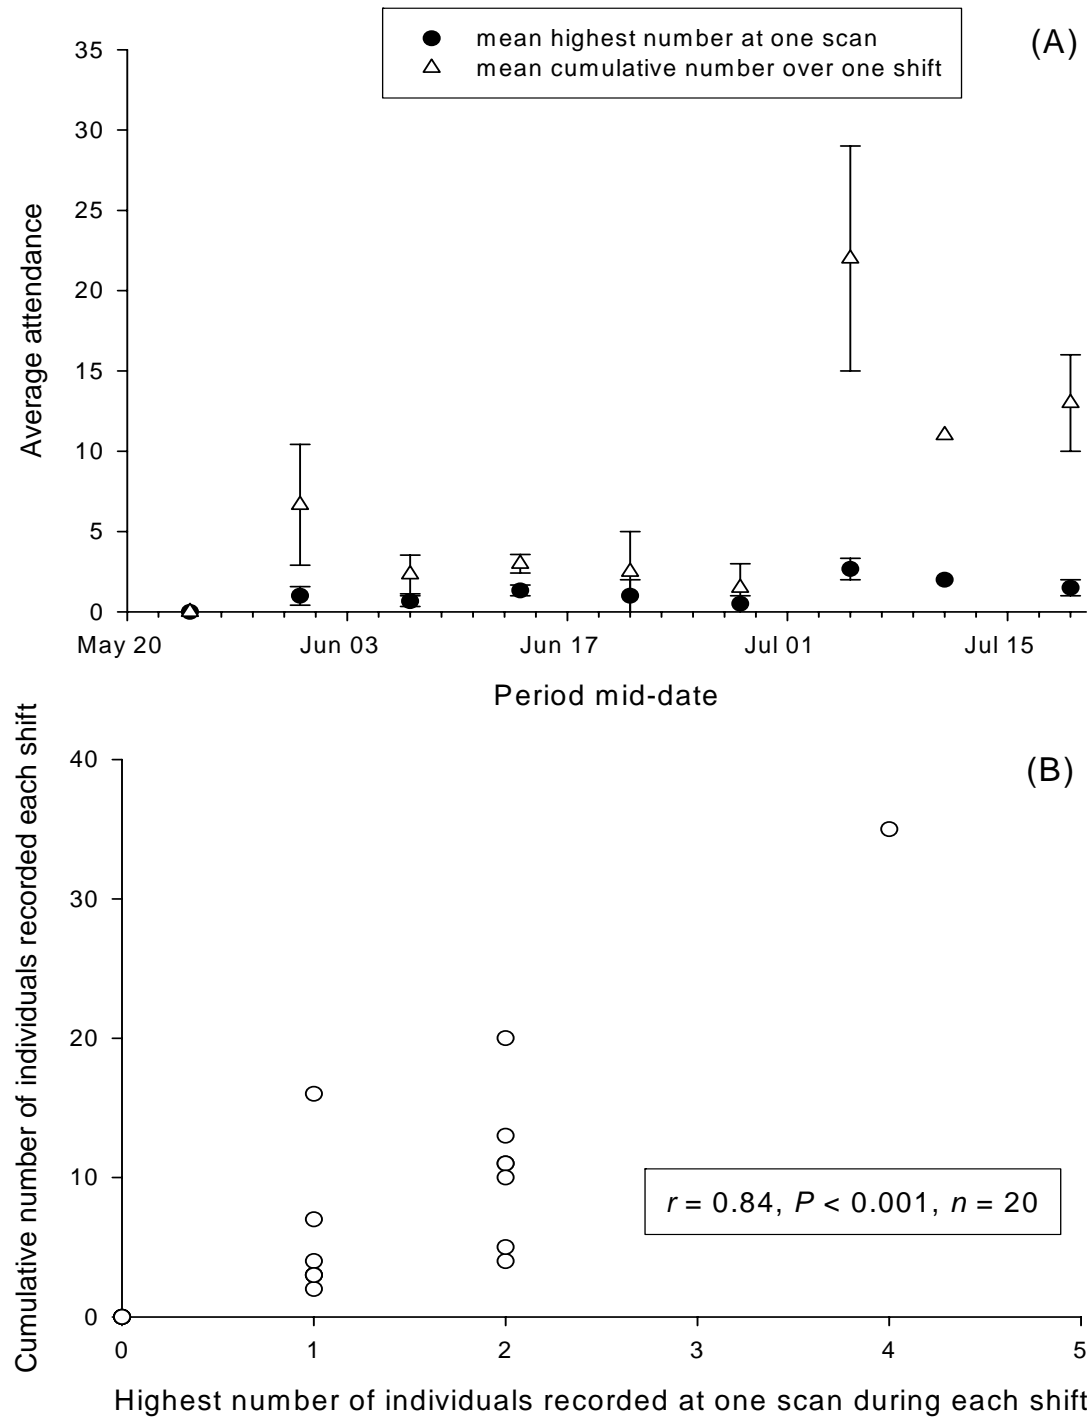 mean highest number at one scan
mean cumulative number over one shift
(A)
35
30
25
20
15
10
5
0
Average attendance
May 20 Jun 03 Jun 17 Jul 01 Jul 15
Period mid-date
(B)
40
30
20
10
0
Cumulative number of individuals recorded each shift
r = 0.84, P < 0.001, n = 20
0 1 2 3 4 5
Highest number of individuals recorded at one scan during each shift